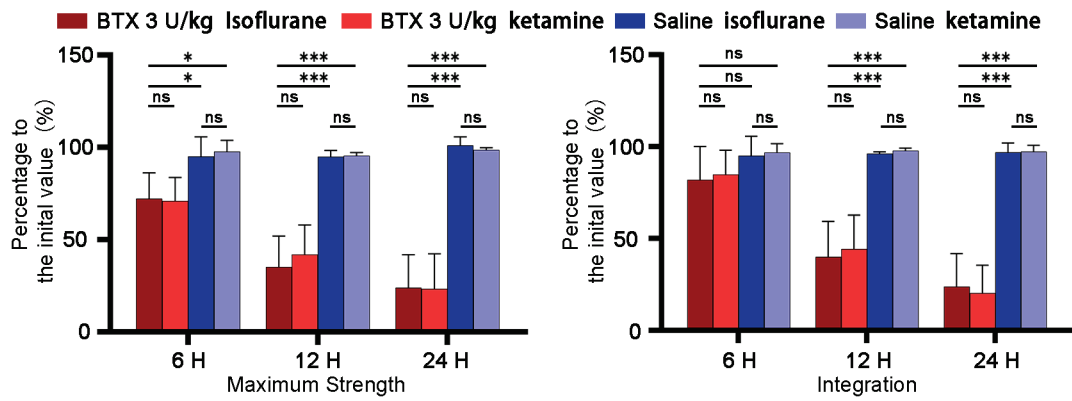 BTX 3 U/kg Isoflurane BTX 3 U/kg ketamine Saline isoflurane Saline ketamine
Percentage to
the inital value (%)
150
100
50
0
* ***  ***
* *** ***
ns ns ns
ns ns ns
6 H 12 H 24 H
Maximum Strength
Percentage to
the inital value (%)
150
100
50
0
ns *** ***
ns *** ***
ns ns ns
ns ns ns
6 H 12 H 24 H
Integration